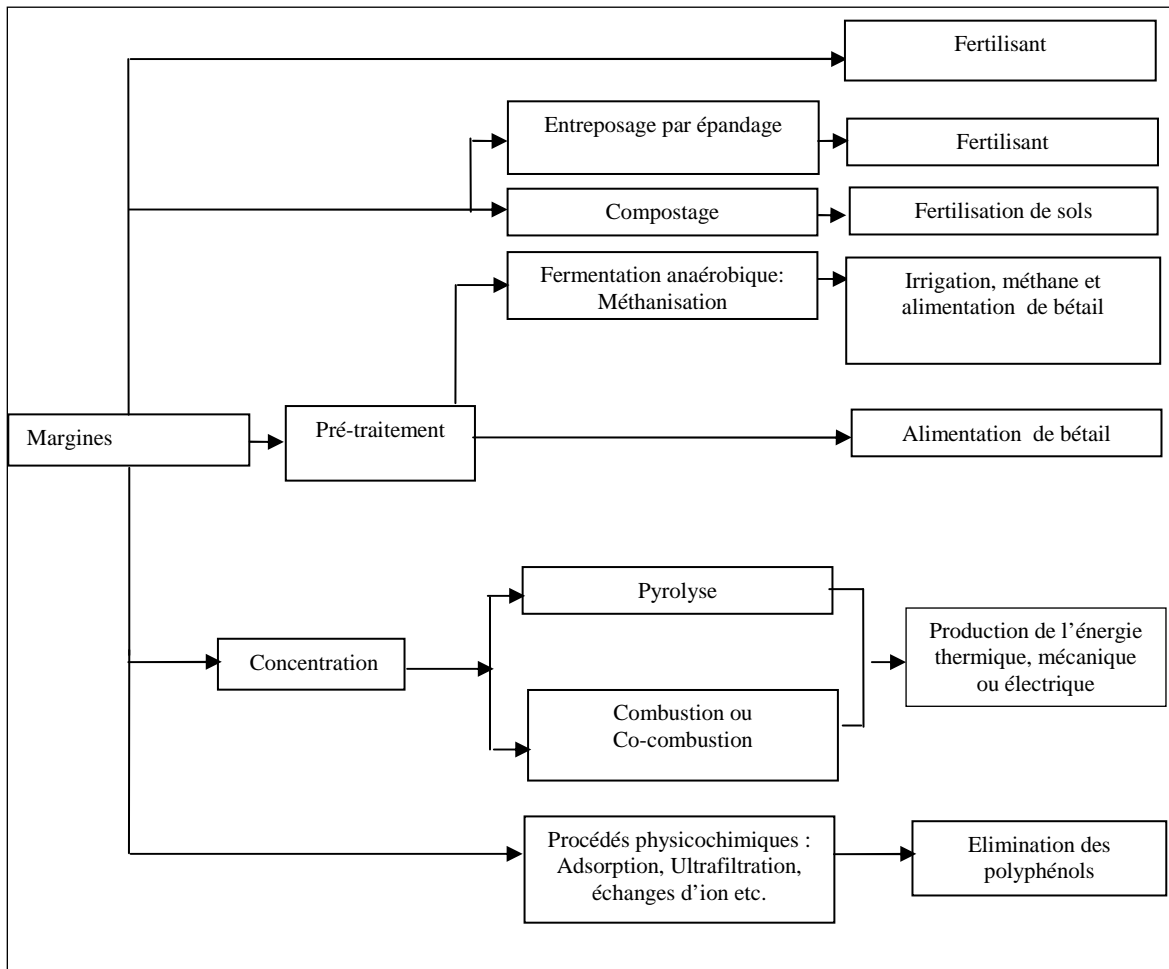 Fertilisant
Entreposage par épandage
Fertilisant
Compostage
Fertilisation de sols
Fermentation anaérobique:
Méthanisation
Irrigation, méthane et
alimentation de bétail
Margines
Pré-traitement
Alimentation de bétail
Pyrolyse
Concentration
Production de l’énergie
thermique, mécanique
ou électrique
Combustion ou
Co-combustion
Procédés physicochimiques :
Adsorption, Ultrafiltration,
échanges d’ion etc.
Elimination des
polyphénols